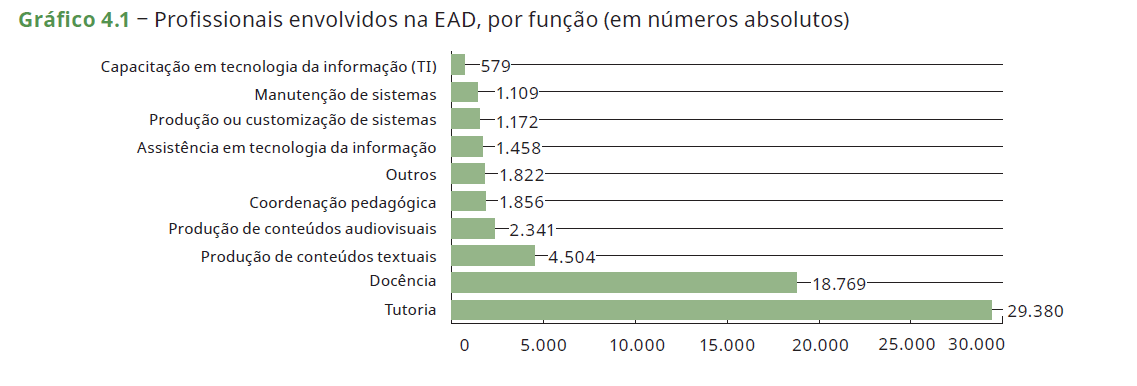 Gráfico 4.1 – Profissionais envolvidos na EAD, por função (em números absolutos)
Capacitação em tecnologia da informação (TI) 579
Manutenção de sistemas 1.109
Produção ou customização de sistemas 1.172
Assistência em tecnologia da informação 1.458
Outros 1.822
Coordenação pedagógica 1.856
Produção de conteúdos audiovisuais 2.341
Produção de conteúdos textuais 4.504
Docência 18.769
Tutoria 29.380
0 5.000 10.000 15.000 20.000 25.000 30.000